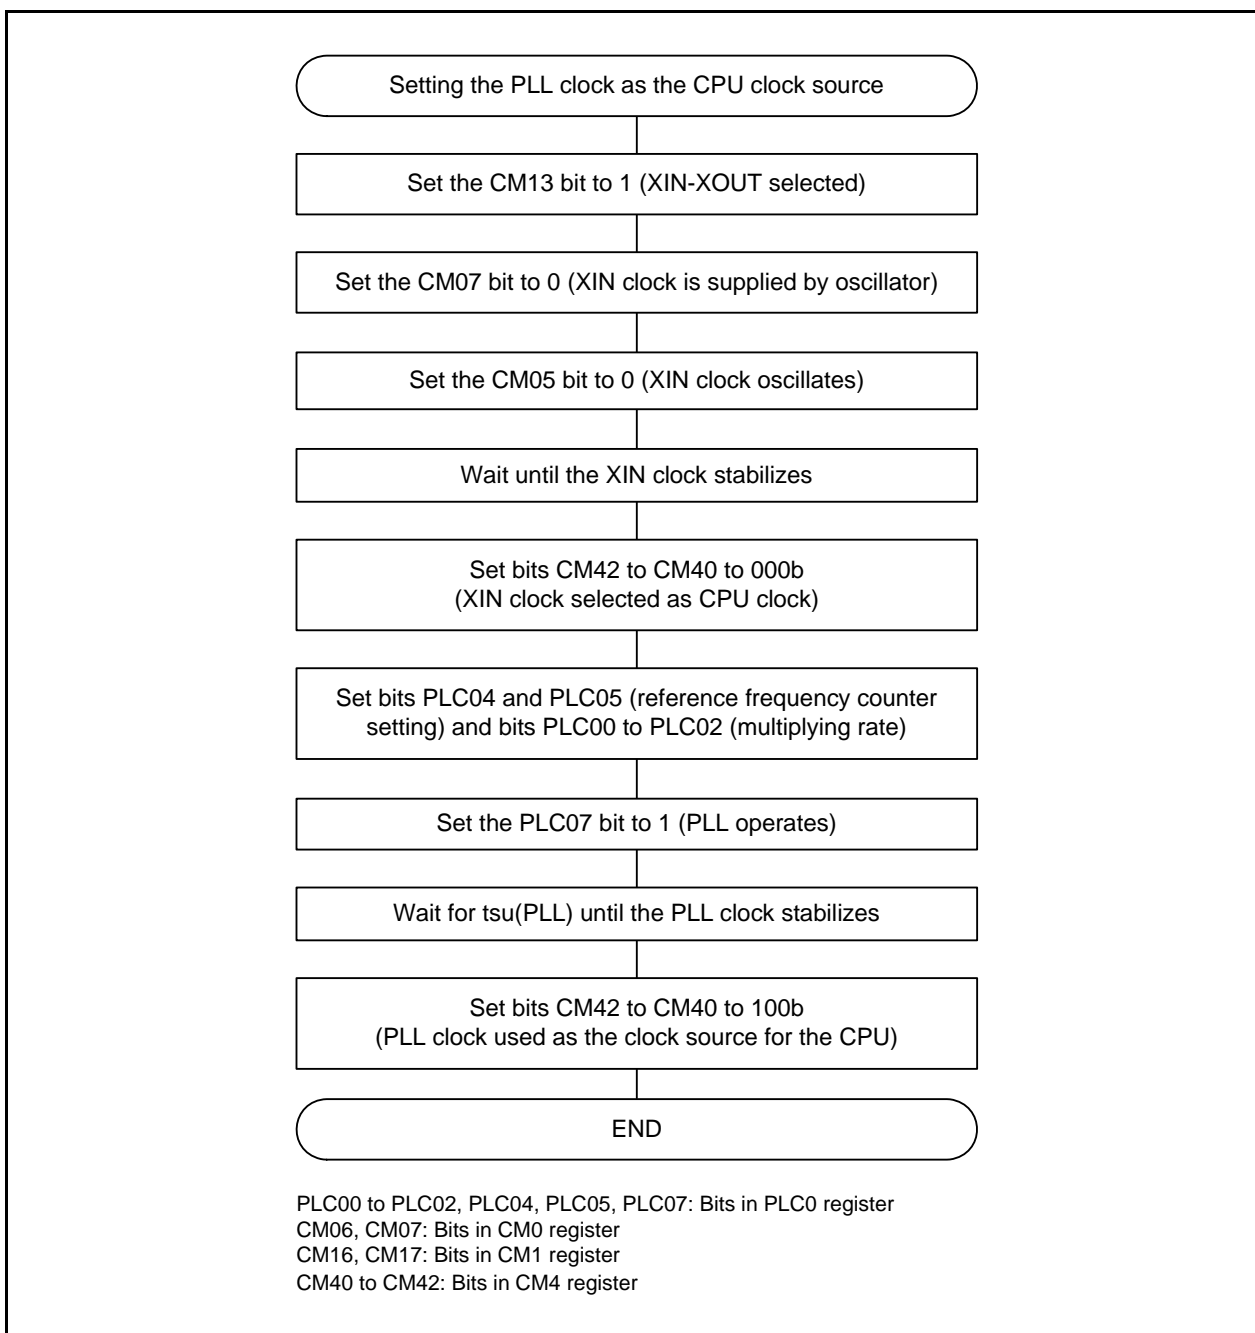 Setting the PLL clock as the CPU clock source
Set the CM13 bit to 1 (XIN-XOUT selected)
Set the CM07 bit to 0 (XIN clock is supplied by oscillator)
Set the CM05 bit to 0 (XIN clock oscillates)
Wait until the XIN clock stabilizes
Set bits CM42 to CM40 to 000b
(XIN clock selected as CPU clock)
Set bits PLC04 and PLC05 (reference frequency counter
setting) and bits PLC00 to PLC02 (multiplying rate)
Set the PLC07 bit to 1 (PLL operates)
Wait for tsu(PLL) until the PLL clock stabilizes
Set bits CM42 to CM40 to 100b
(PLL clock used as the clock source for the CPU)
END
PLC00 to PLC02, PLC04, PLC05, PLC07: Bits in PLC0 register
CM06, CM07: Bits in CM0 register
CM16, CM17: Bits in CM1 register
CM40 to CM42: Bits in CM4 register